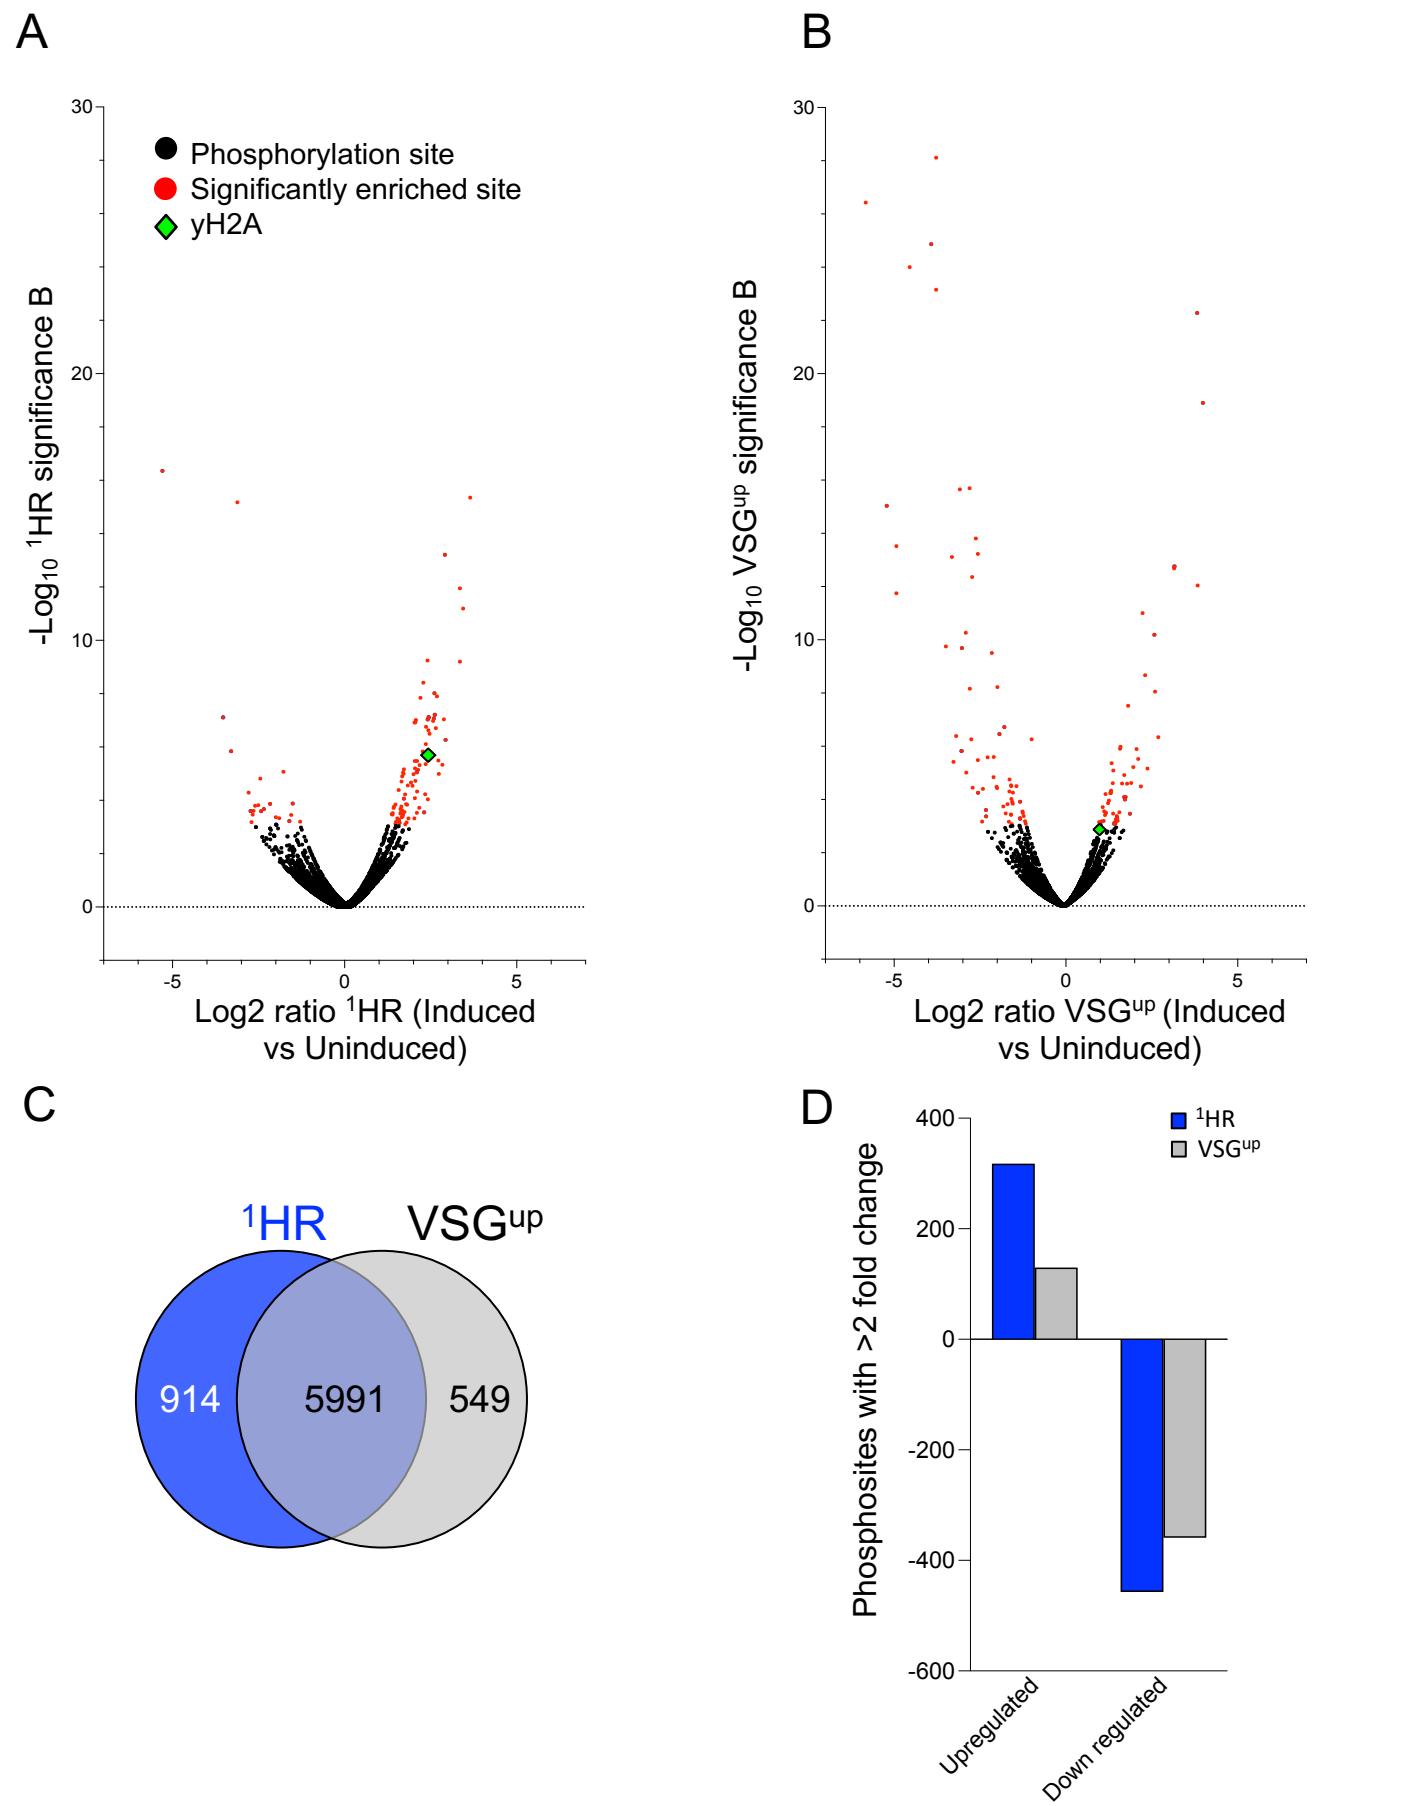 A
30
20
10
0
-5
0
5
-Log10 1HR significance B
Phosphorylation site
Significantly enriched site
yH2A
Log2 ratio 1HR (Induced
vs Uninduced)
B
30
20
10
0
-5
0
5
-Log10 VSGup significance B
Log2 ratio VSGup (Induced
vs Uninduced)
C
1HR
VSGup
914
5991
549
D
400
200
0
-200
-400
-600
Phosphosites with >2 fold change
1HR
VSGup
Upregulated
Down regulated